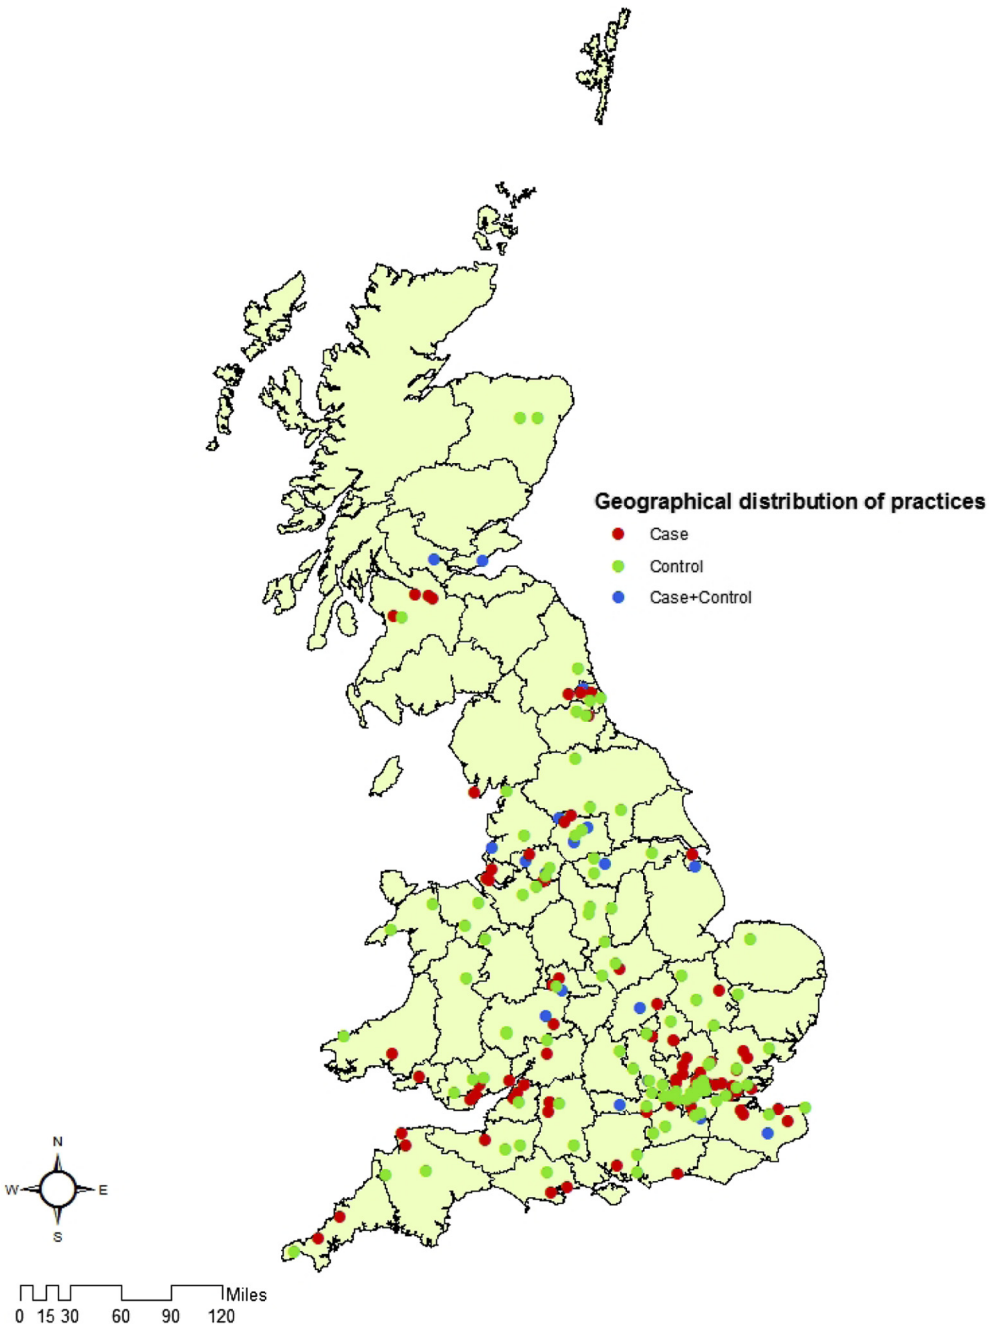 Geographical distribution of practices
Case
Control
Case+Control
N
W E
S
Miles
0 15 30 60 90 120